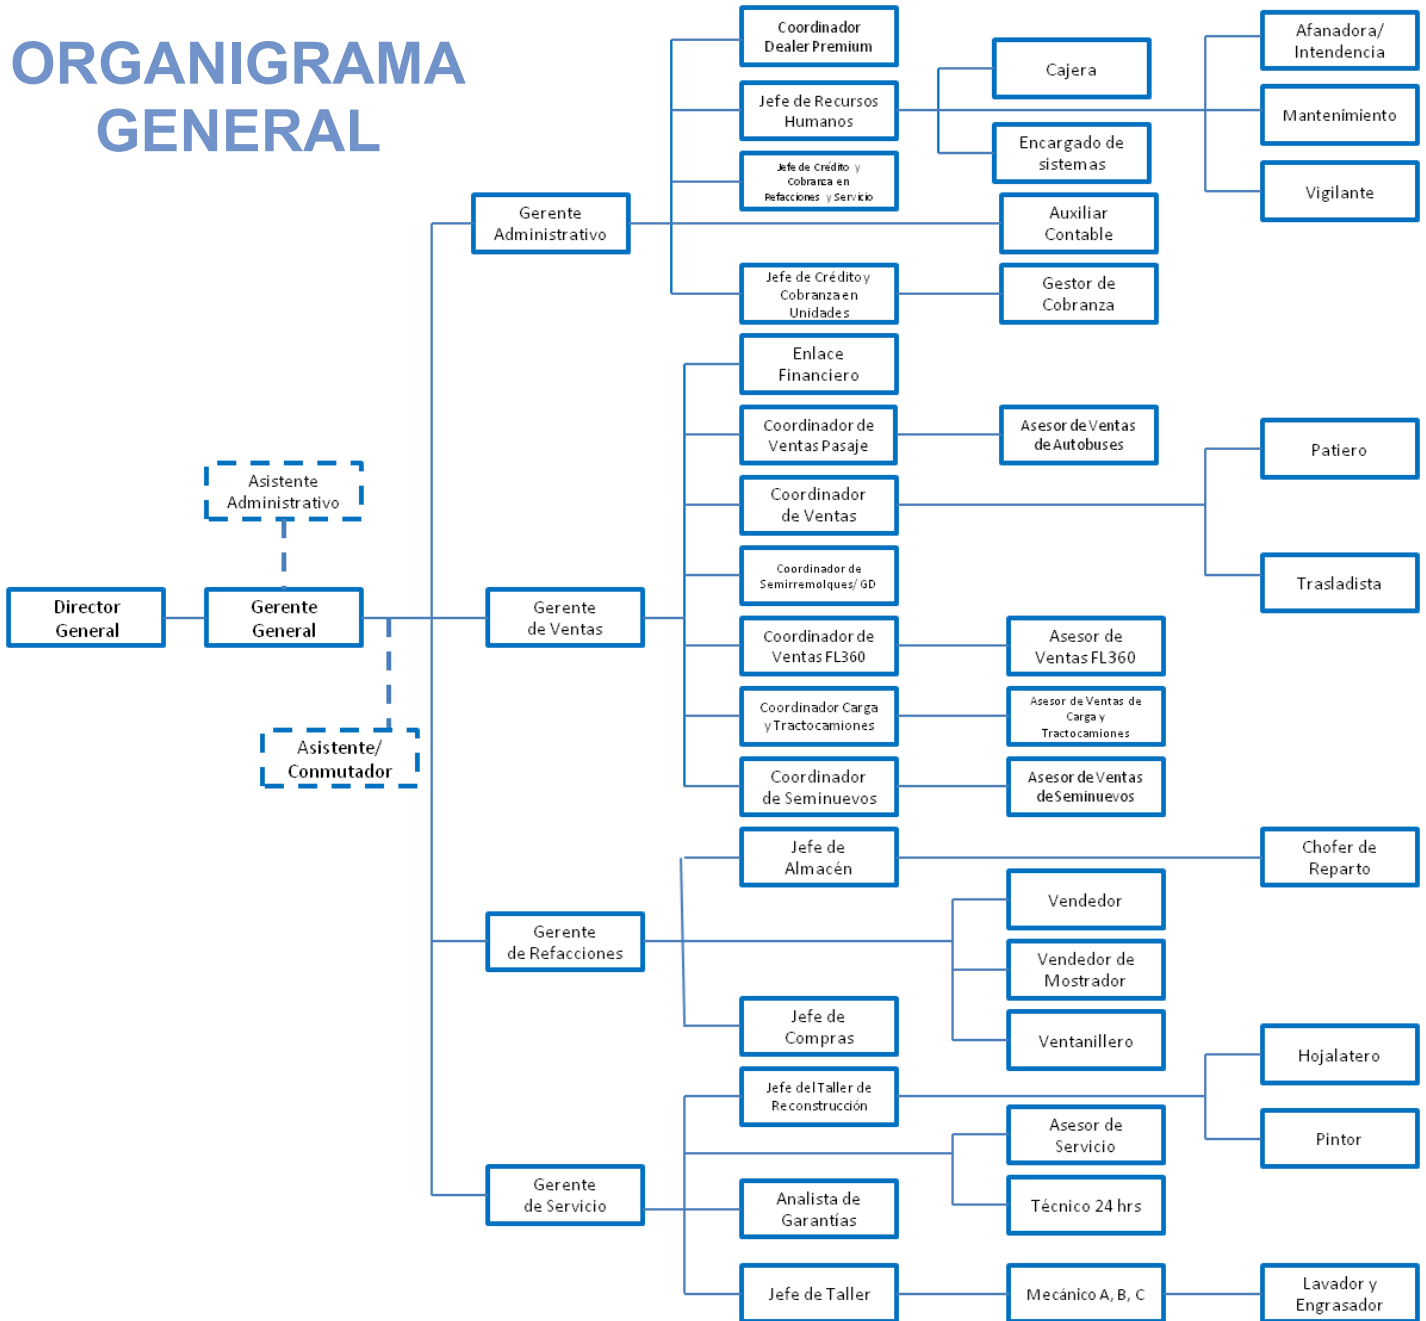 ORGANIGRAMA
GENERAL
Director
General
Asistente
Administrativo
Gerente
General
Asistente/
Conmutador
Gerente
Administrativo
Coordinador
Dealer Premium
Jefe de Recursos
Humanos
Cajera
Encargado de
sistemas
Afanadora/
Intendencia
Mantenimiento
Vigilante
Jefe de Crédito y
Cobranza en
Refacciones y Servicio
Auxiliar
Contable
Jefe de Crédito y
Cobranza en
Unidades
Gestor de
Cobranza
Gerente
de Ventas
Enlace
Financiero
Coordinador de
Ventas Pasaje
Asesor de Ventas
de Autobuses
Coordinador
de Ventas
Patiero
Trasladista
Coordinador de
Semirremolques/ GD
Coordinador de
Ventas FL360
Asesor de
Ventas FL360
Coordinador Carga
y Tractocamiones
Asesor de Ventas de
Carga y
Tractocamiones
Coordinador
de Seminuevos
Asesor de Ventas
de Seminuevos
Gerente
de Refacciones
Jefe de
Almacén
Chofer de
Reparto
Vendedor
Vendedor de
Mostrador
Ventanillero
Jefe de
Compras
Gerente
de Servicio
Jefe del Taller de
Reconstrucción
Hojalatero
Pintor
Asesor de
Servicio
Técnico 24 hrs
Analista de
Garantías
Jefe de Taller
Mecánico A, B, C
Lavador y
Engrasador